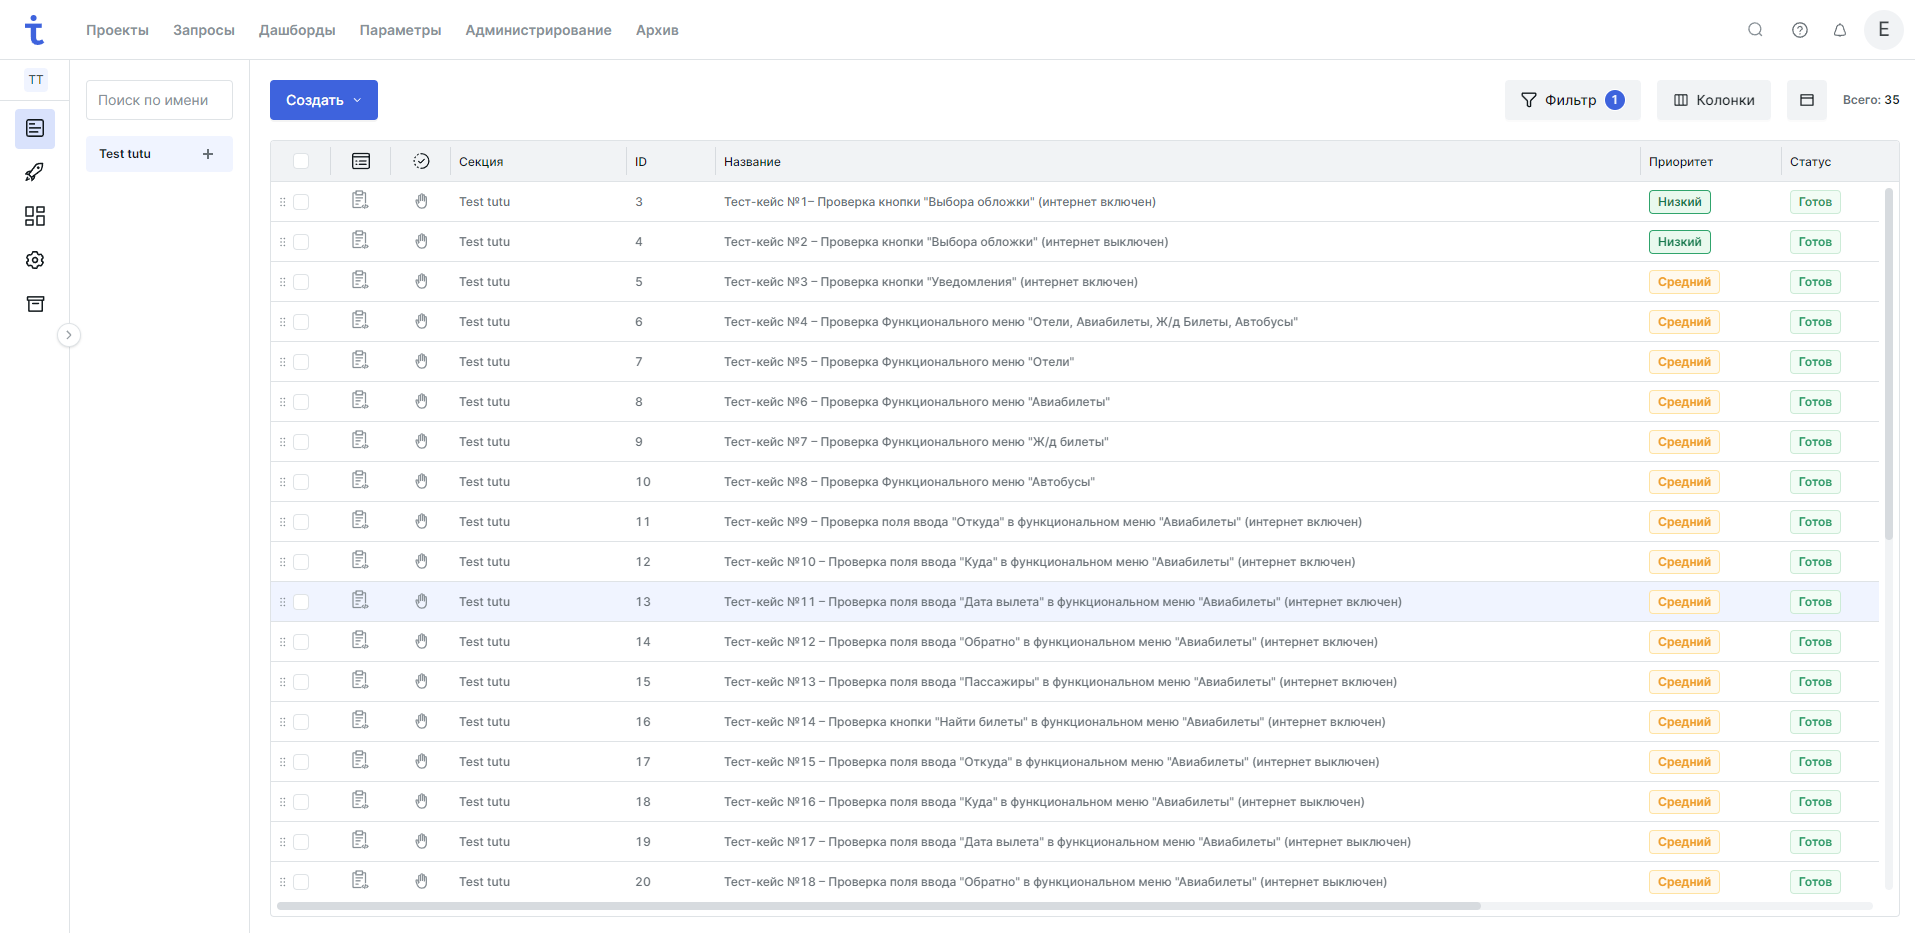 Проекты Запросы Дашборды Параметры Администрирование Архив E
TT
Поиск по имени
Test tutu
Создать Фильтр 1 Колонки Всего: 35
Секция ID Название Приоритет Статус
Test tutu 3 Тест-кейс №1– Проверка кнопки "Выбора обложки" (интернет включен) Низкий Готов
Test tutu 4 Тест-кейс №2 – Проверка кнопки "Выбора обложки" (интернет выключен) Низкий Готов
Test tutu 5 Тест-кейс №3 – Проверка кнопки "Уведомления" (интернет включен) Средний Готов
Test tutu 6 Тест-кейс №4 – Проверка Функционального меню "Отели, Авиабилеты, Ж/д Билеты, Автобусы" Средний Готов
Test tutu 7 Тест-кейс №5 – Проверка Функционального меню "Отели" Средний Готов
Test tutu 8 Тест-кейс №6 – Проверка Функционального меню "Авиабилеты" Средний Готов
Test tutu 9 Тест-кейс №7 – Проверка Функционального меню "Ж/д билеты" Средний Готов
Test tutu 10 Тест-кейс №8 – Проверка Функционального меню "Автобусы" Средний Готов
Test tutu 11 Тест-кейс №9 – Проверка поля ввода "Откуда" в функциональном меню "Авиабилеты" (интернет включен) Средний Готов
Test tutu 12 Тест-кейс №10 – Проверка поля ввода "Куда" в функциональном меню "Авиабилеты" (интернет включен) Средний Готов
Test tutu 13 Тест-кейс №11 – Проверка поля ввода "Дата вылета" в функциональном меню "Авиабилеты" (интернет включен) Средний Готов
Test tutu 14 Тест-кейс №12 – Проверка поля ввода "Обратно" в функциональном меню "Авиабилеты" (интернет включен) Средний Готов
Test tutu 15 Тест-кейс №13 – Проверка поля ввода "Пассажиры" в функциональном меню "Авиабилеты" (интернет включен) Средний Готов
Test tutu 16 Тест-кейс №14 – Проверка кнопки "Найти билеты" в функциональном меню "Авиабилеты" (интернет включен) Средний Готов
Test tutu 17 Тест-кейс №15 – Проверка поля ввода "Откуда" в функциональном меню "Авиабилеты" (интернет выключен) Средний Готов
Test tutu 18 Тест-кейс №16 – Проверка поля ввода "Куда" в функциональном меню "Авиабилеты" (интернет выключен) Средний Готов
Test tutu 19 Тест-кейс №17 – Проверка поля ввода "Дата вылета" в функциональном меню "Авиабилеты" (интернет выключен) Средний Готов
Test tutu 20 Тест-кейс №18 – Проверка поля ввода "Обратно" в функциональном меню "Авиабилеты" (интернет выключен) Средний Готов